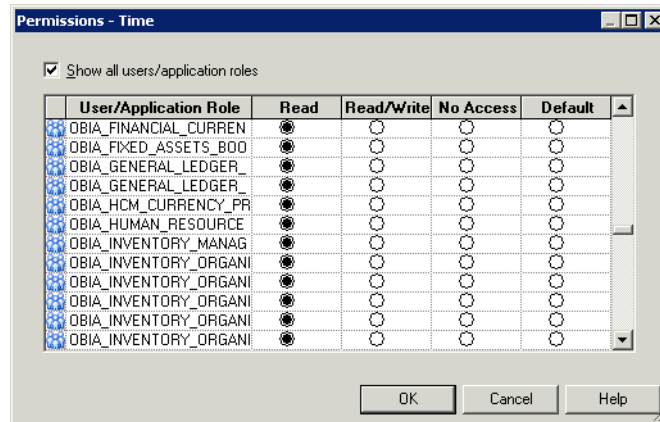 Permissions - Time
Show all users/application roles
User/Application Role Read Read/Write No Access Default
OBIA_FINANCIAL_CURREN
OBIA_FIXED_ASSETS_BOO
OBIA_GENERAL_LEDGER_
OBIA_GENERAL_LEDGER_
OBIA_HCM_CURRENCY_PR
OBIA_HUMAN_RESOURCE
OBIA_INVENTORY_MANAG
OBIA_INVENTORY_ORGANI
OBIA_INVENTORY_ORGANI
OBIA_INVENTORY_ORGANI
OBIA_INVENTORY_ORGANI
OBIA_INVENTORY_ORGANI
OK Cancel Help